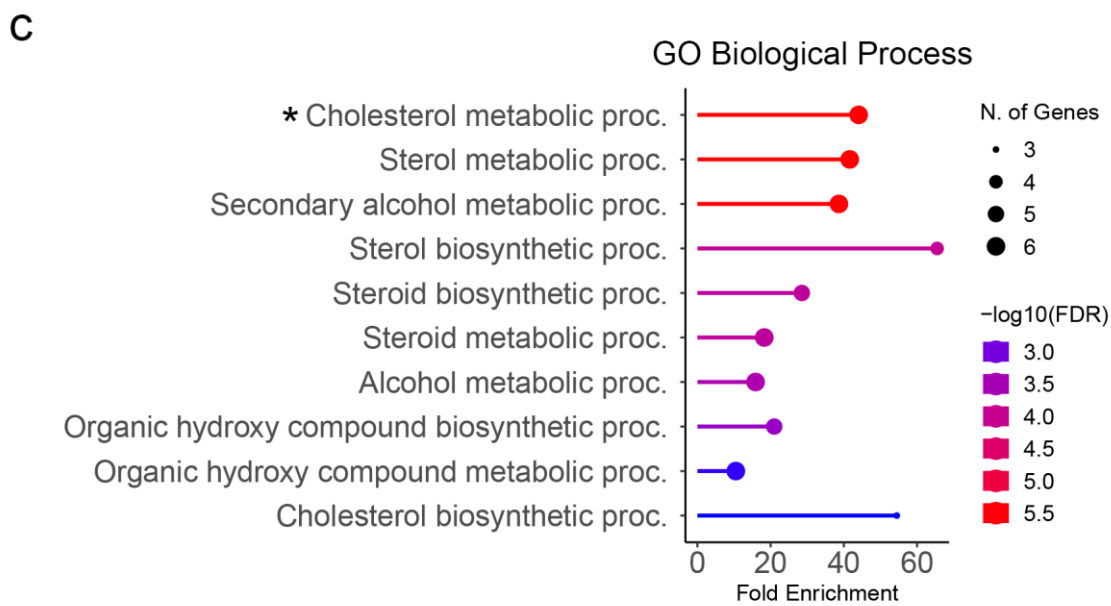 C
GO Biological Process
* Cholesterol metabolic proc.
Sterol metabolic proc.
Secondary alcohol metabolic proc.
Sterol biosynthetic proc.
Steroid biosynthetic proc.
Steroid metabolic proc.
Alcohol metabolic proc.
Organic hydroxy compound biosynthetic proc.
Organic hydroxy compound metabolic proc.
Cholesterol biosynthetic proc.
0 20 40 60
Fold Enrichment
N. of Genes
3
4
5
6
−log10(FDR)
3.0
3.5
4.0
4.5
5.0
5.5